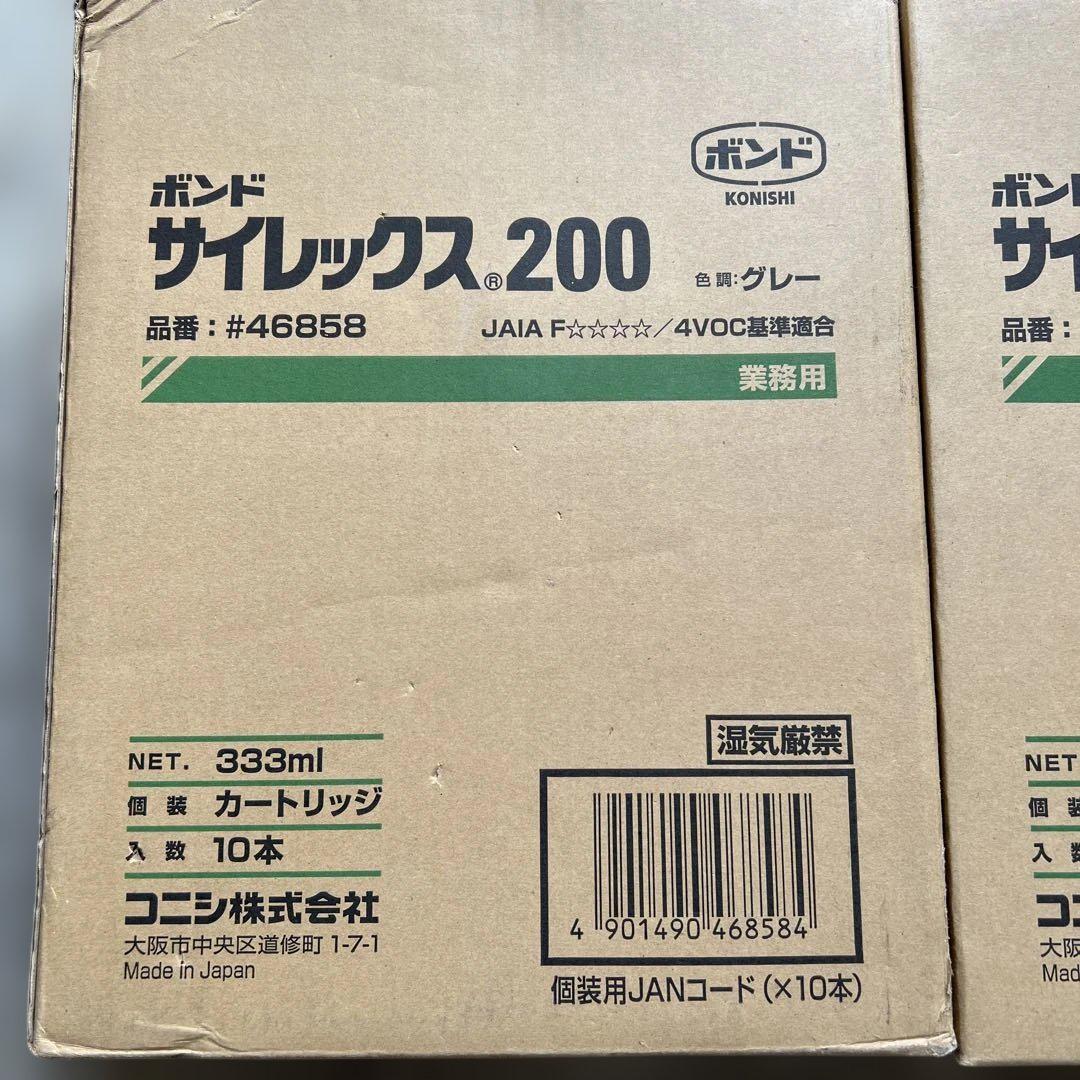 ボンド
KONISHI
ボンド
サイレックス®200
色調:グレー
品番:#46858
JAIA F☆☆☆☆/4VOC基準適合
業務用
湿気厳禁
NET. 333ml
個装 カートリッジ
入数 10本
コニシ株式会社
大阪市中央区道修町 1-7-1
Made in Japan
4 901490 468584
個装用JANコード(×10本)
ボン
サイ
品番:
NET
個装
入数
コ
大阪
Mad